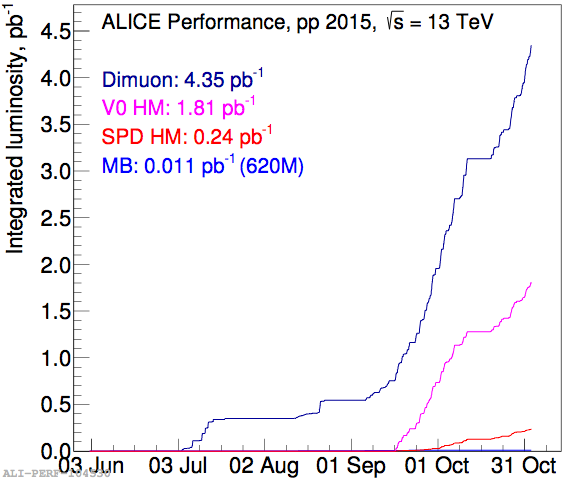 ALICE Performance, pp 2015, √s = 13 TeV
Dimuon: 4.35 pb⁻¹
V0 HM: 1.81 pb⁻¹
SPD HM: 0.24 pb⁻¹
MB: 0.011 pb⁻¹ (620M)
Integrated luminosity, pb⁻¹
4.5
4.0
3.5
3.0
2.5
2.0
1.5
1.0
0.5
0.0
03 Jun 03 Jul 02 Aug 01 Sep 01 Oct 31 Oct